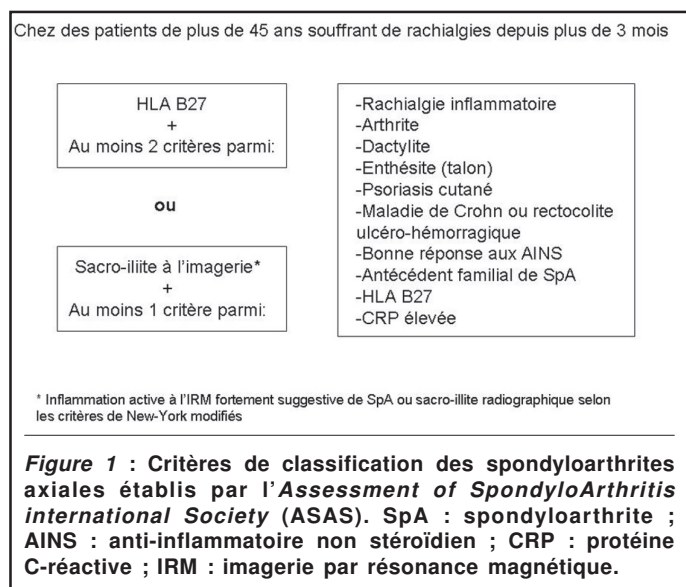 Chez des patients de plus de 45 ans souffrant de rachialgies depuis plus de 3 mois
HLA B27
+
Au moins 2 critères parmi:
ou
Sacro-iliite à l'imagerie*
+
Au moins 1 critère parmi:
-Rachialgie inflammatoire
-Arthrite
-Dactylite
-Enthésite (talon)
-Psoriasis cutané
-Maladie de Crohn ou rectocolite
ulcéro-hémorragique
-Bonne réponse aux AINS
-Antécédent familial de SpA
-HLA B27
-CRP élevée
* Inflammation active à l'IRM fortement suggestive de SpA ou sacro-illite radiographique selon
les critères de New-York modifiés
Figure 1 : Critères de classification des spondyloarthrites
axiales établis par l'Assessment of SpondyloArthritis
international Society (ASAS). SpA : spondyloarthrite ;
AINS : anti-inflammatoire non stéroïdien ; CRP : protéine
C-réactive ; IRM : imagerie par résonance magnétique.